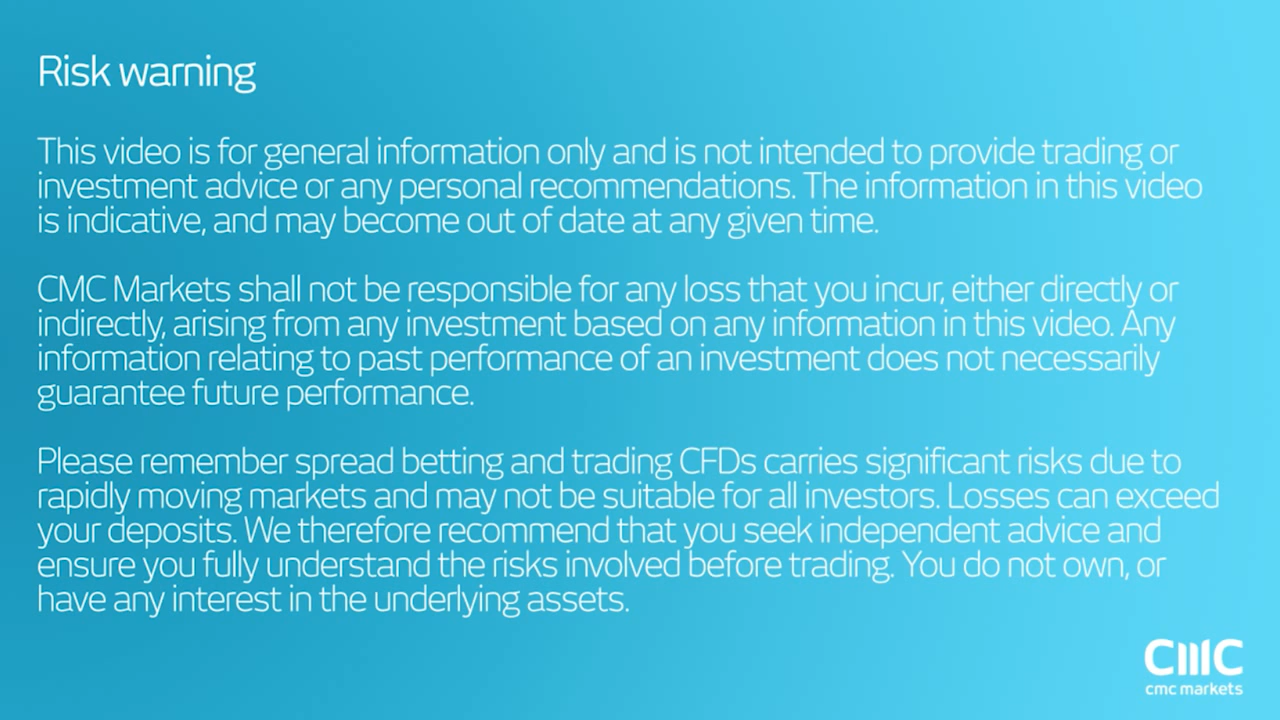 Risk warning
This video is for general information only and is not intended to provide trading or
investment advice or any personal recommendations. The information in this video
is indicative, and may become out of date at any given time.
CMC Markets shall not be responsible for any loss that you incur, either directly or
indirectly, arising from any investment based on any information in this video. Any
information relating to past performance of an investment does not necessarily
guarantee future performance.
Please remember spread betting and trading CFDs carries significant risks due to
rapidly moving markets and may not be suitable for all investors. Losses can exceed
your deposits. We therefore recommend that you seek independent advice and
ensure you fully understand the risks involved before trading. You do not own, or
have any interest in the underlying assets.
CMC
cmc markets